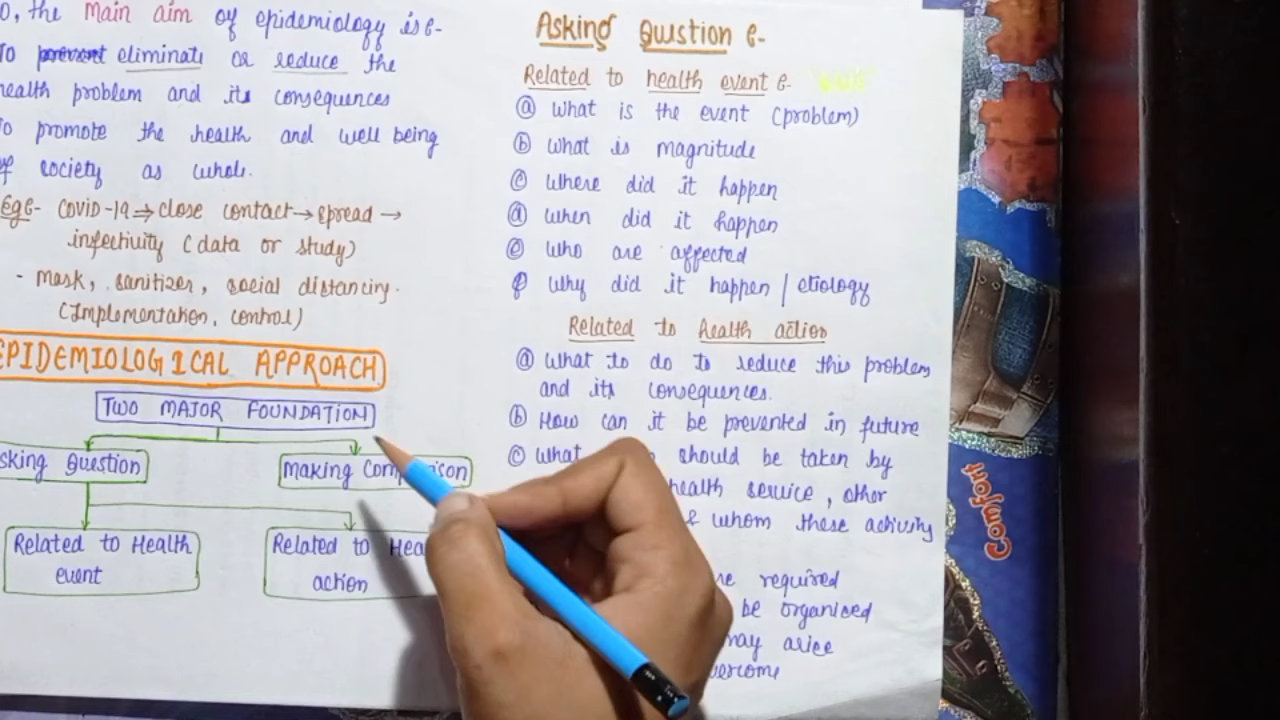 o, the main aim of epidemiology is :-
To prevent eliminate or reduce the
health problem and its consequences
To promote the health and well being
of society as whole.
Eg:- Covid-19 ⇒ close contact → spread →
infectivity (data or study)
- mask, sanitizer, social distancing.
(Implementation, control)
EPIDEMIOLOGICAL APPROACH
TWO MAJOR FOUNDATION
sking Question
making Com ison
Related to Health
event
Related to Hea
action
Asking Qustion :-
Related to health event :-
(a) What is the event (problem)
(b) What is magnitude
(c) Where did it happen
(d) When did it happen
(e) Who are affected
(f) Why did it happen / etiology
Related to health action
(a) What to do to reduce this problem
and its consequences.
(b) How can it be prevented in future
(c) What should be taken by
health service, other
& whom these activity
re required
be organised
may arise
vercome
Comfort